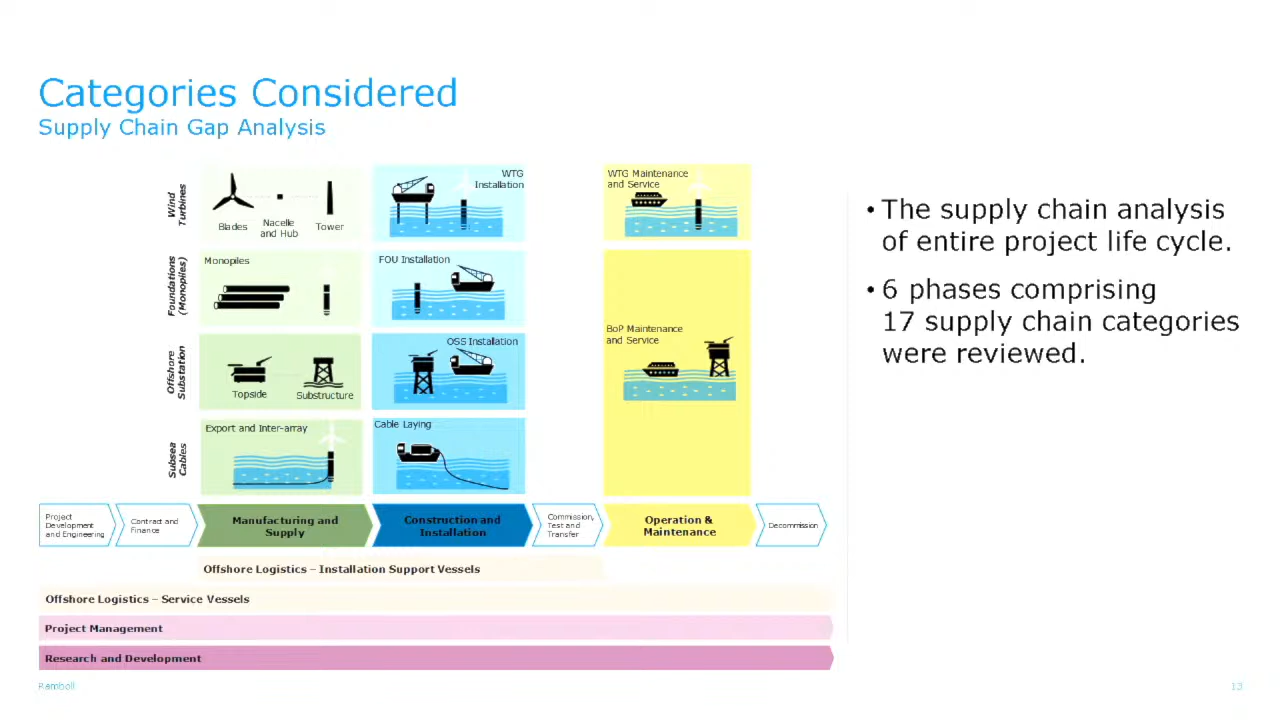 Categories Considered
Supply Chain Gap Analysis
Wind
Turbines
Blades
Nacelle
and Hub
Tower
WTG
Installation
WTG Maintenance
and Service
Foundations
(Monopiles)
Monopiles
FOU Installation
Offshore
Substation
Topside
Substructure
OSS Installation
BoP Maintenance
and Service
Subsea
Cables
Export and Inter-array
Cable Laying
Project
Development
and Engineering
Contract and
Finance
Manufacturing and
Supply
Construction and
Installation
Commission,
Test and
Transfer
Operation &
Maintenance
Decommission
Offshore Logistics – Installation Support Vessels
Offshore Logistics – Service Vessels
Project Management
Research and Development
• The supply chain analysis
of entire project life cycle.
• 6 phases comprising
17 supply chain categories
were reviewed.
Ramboll
13